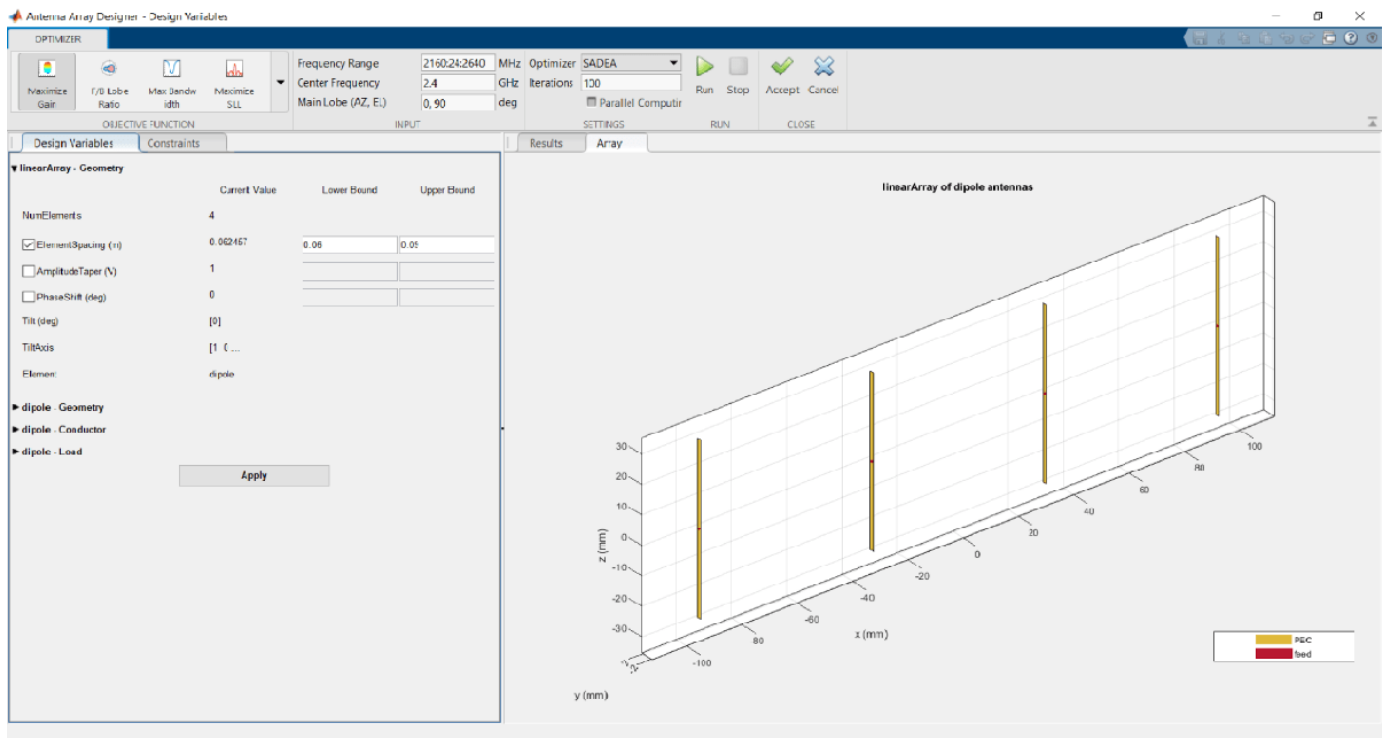 Antenna Array Designer - Design Variables
OPTIMIZER
Maximize Gain
F/B Lobe Ratio
Max Bandw idth
Maximize SLL
OBJECTIVE FUNCTION
Frequency Range 2160:24:2640 MHz
Center Frequency 2.4 GHz
Main Lobe (AZ, EL) 0, 90 deg
INPUT
Optimizer SADEA
Iterations 100
Parallel Computin
SETTINGS
Run Stop
RUN
Accept Cancel
CLOSE
Design Variables Constraints
Results Array
linearArray - Geometry
Current Value Lower Bound Upper Bound
NumElements 4
ElementSpacing (m) 0.062457 0.06
AmplitudeTaper (V) 1
PhaseShift (deg) 0
Tilt (deg) [0]
TiltAxis
Element dipole
dipole - Geometry
dipole - Conductor
dipole - Load
Apply
linearArray of dipole antennas
30
20
10
0
-10
-20
-30
z (mm)
-100
80
-60
-40
-20
0
20
40
60
80
100
x (mm)
y (mm)
PEC
feed